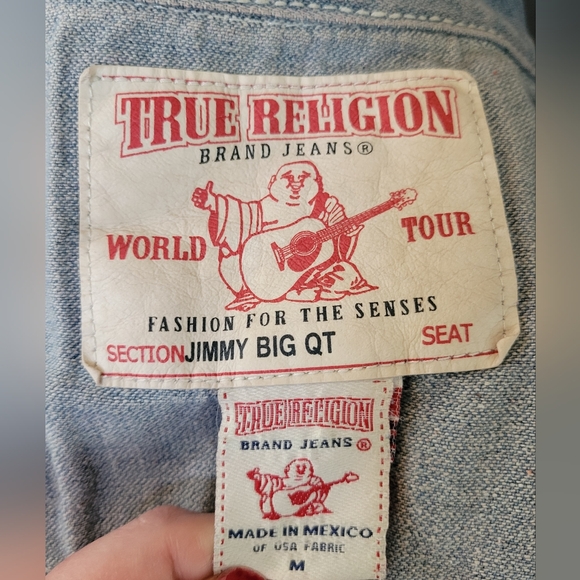 TRUE RELIGION
BRAND JEANS®
WORLD TOUR
FASHION FOR THE SENSES
SECTION JIMMY BIG QT SEAT
TRUE RELIGION
BRAND JEANS®
MADE IN MEXICO
OF USA FABRIC
M